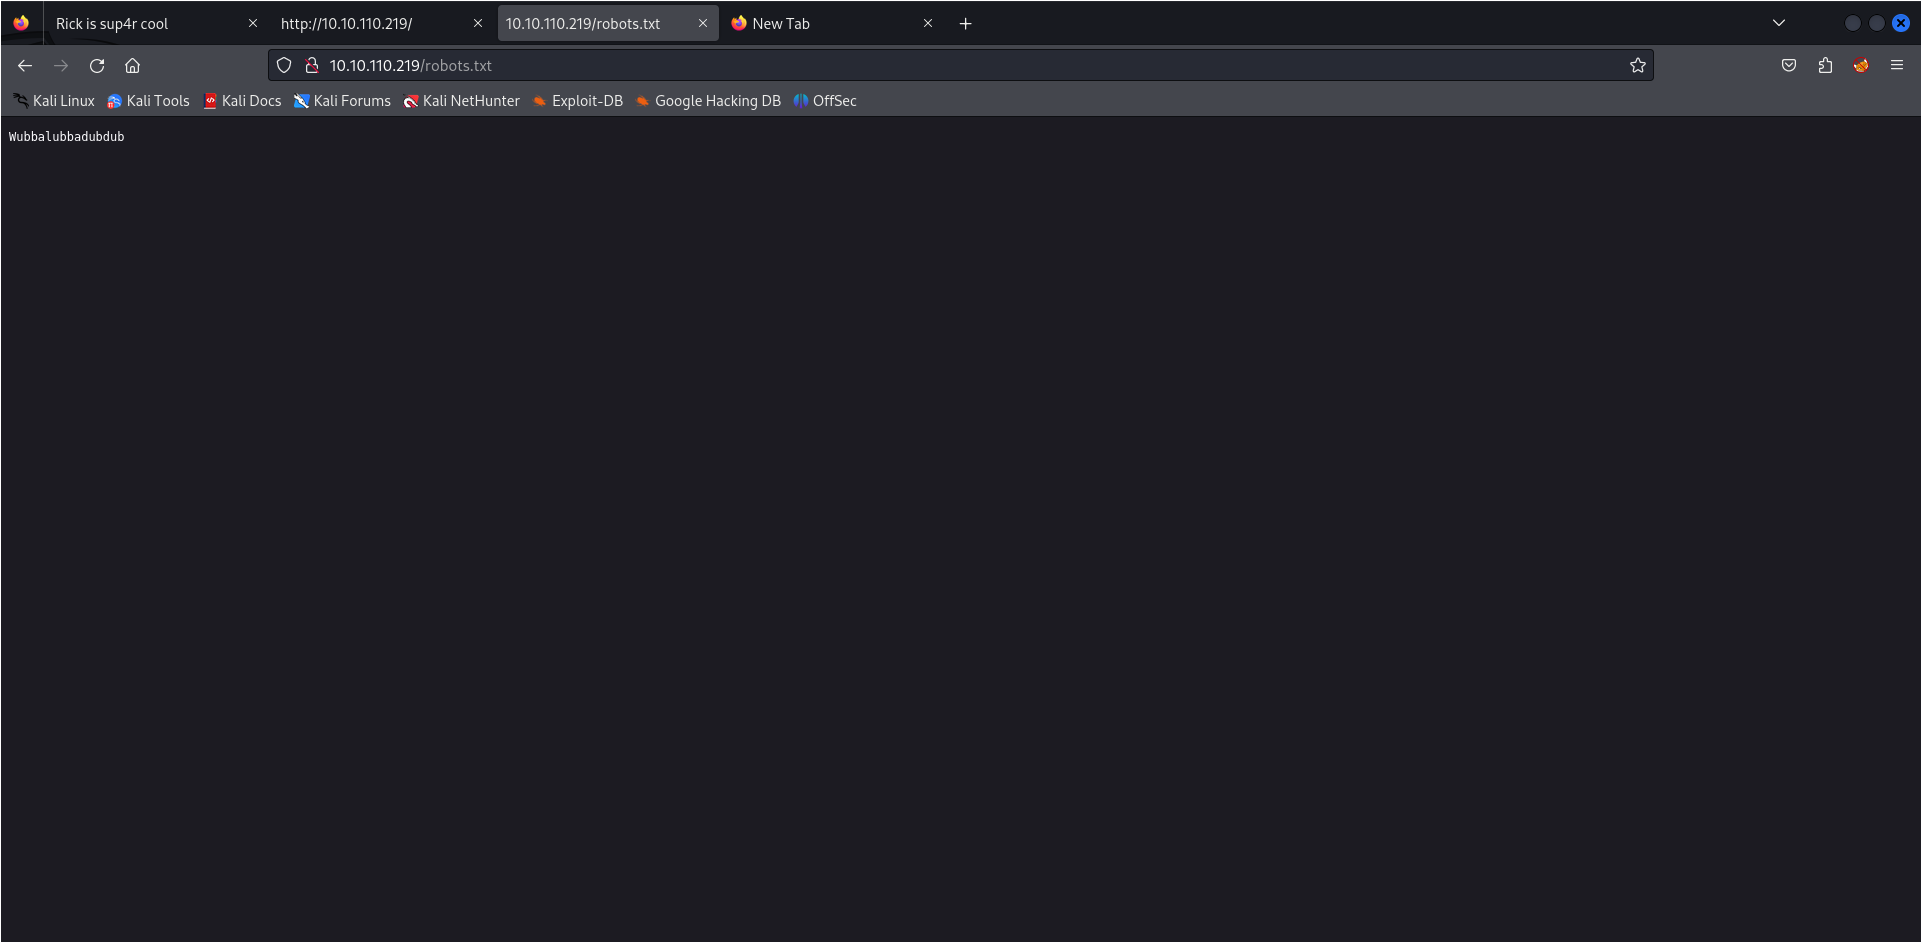 Rick is sup4r cool
http://10.10.110.219/
10.10.110.219/robots.txt
New Tab
10.10.110.219/robots.txt
Kali Linux
Kali Tools
Kali Docs
Kali Forums
Kali NetHunter
Exploit-DB
Google Hacking DB
OffSec
Wubbalubbadubdub